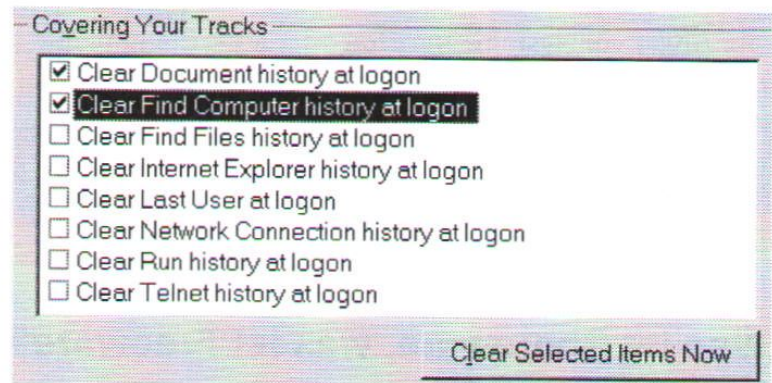 Covering Your Tracks
Clear Document history at logon
Clear Find Computer history at logon
Clear Find Files history at logon
Clear Internet Explorer history at logon
Clear Last User at logon
Clear Network Connection history at logon
Clear Run history at logon
Clear Telnet history at logon
Clear Selected Items Now